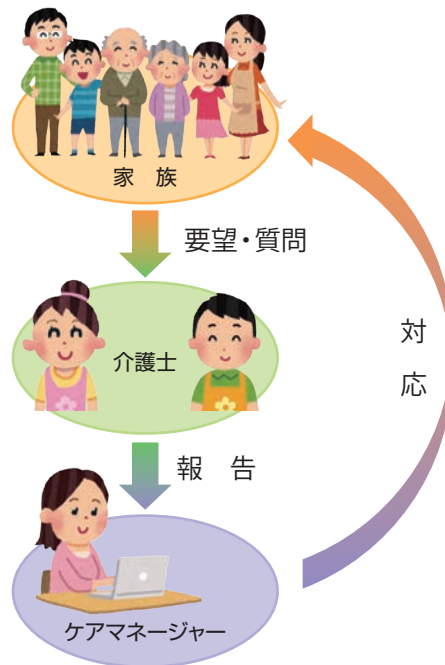 家　族
要望・質問
介護士
対
応
報　告
ケアマネージャー